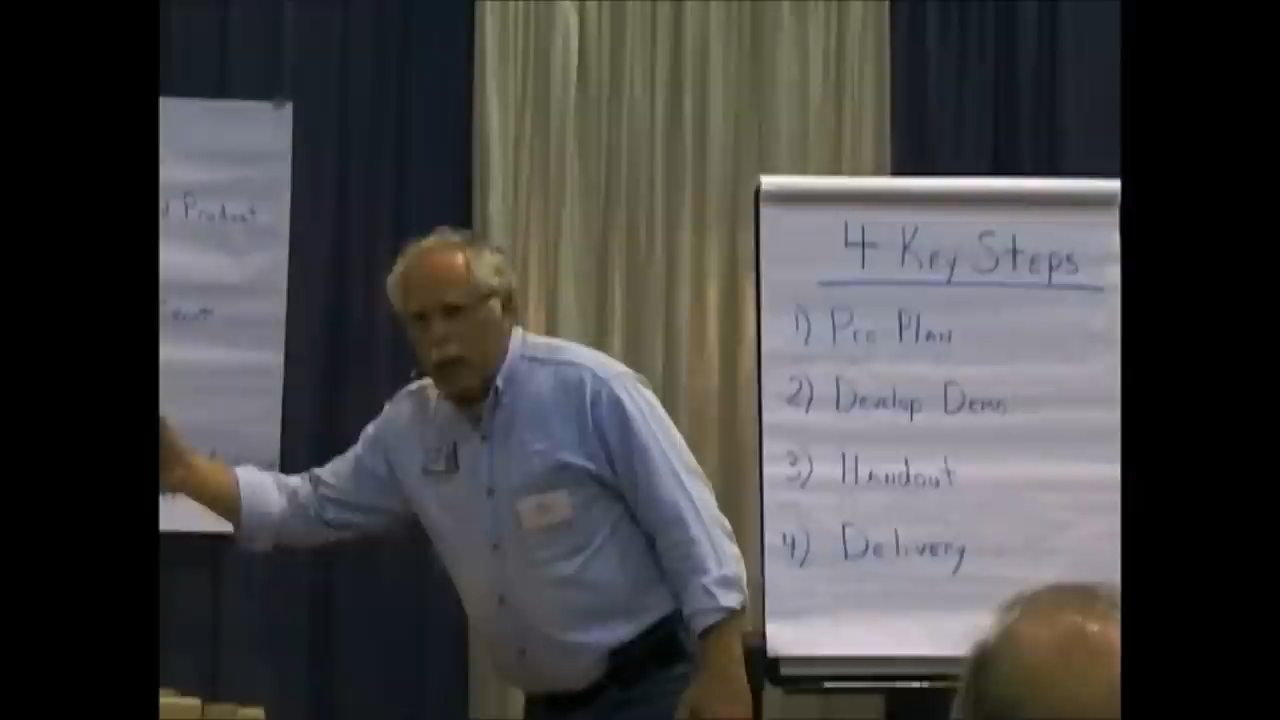 Product
4 Key Steps
1) Pre Plan
2) Develop Demo
3) Handout
4) Delivery